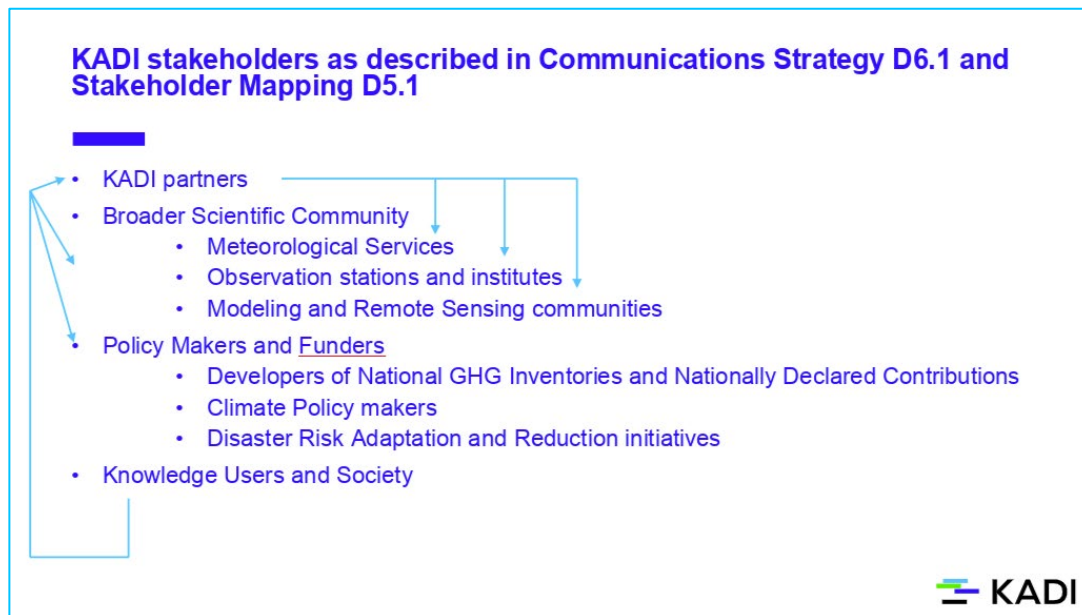 KADI stakeholders as described in Communications Strategy D6.1 and
Stakeholder Mapping D5.1
• KADI partners
• Broader Scientific Community
• Meteorological Services
• Observation stations and institutes
• Modeling and Remote Sensing communities
• Policy Makers and Funders
• Developers of National GHG Inventories and Nationally Declared Contributions
• Climate Policy makers
• Disaster Risk Adaptation and Reduction initiatives
• Knowledge Users and Society
KADI